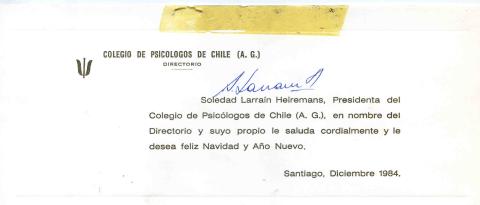 COLEGIO DE PSICOLOGOS DE CHILE (A. G.)
DIRECTORIO
Soledad Larraín Heiremans, Presidenta del
Colegio de Psicólogos de Chile (A. G.), en nombre del
Directorio y suyo propio le saluda cordialmente y le
desea feliz Navidad y Año Nuevo.
Santiago, Diciembre 1984.